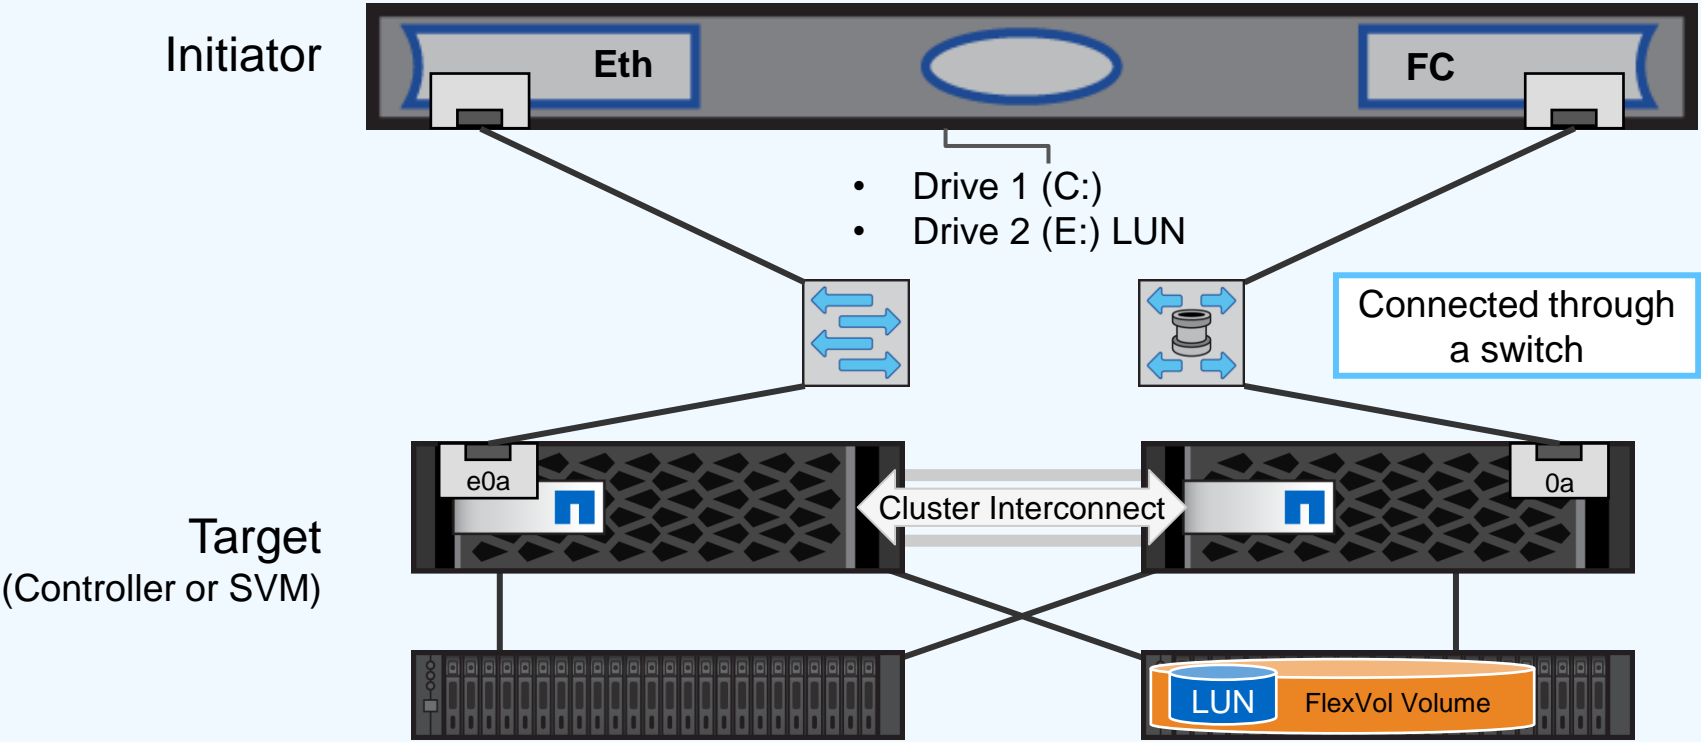 Initiator
Eth
FC
• Drive 1 (C:)
• Drive 2 (E:) LUN
Connected through
a switch
e0a
0a
Cluster Interconnect
Target
(Controller or SVM)
LUN
FlexVol Volume